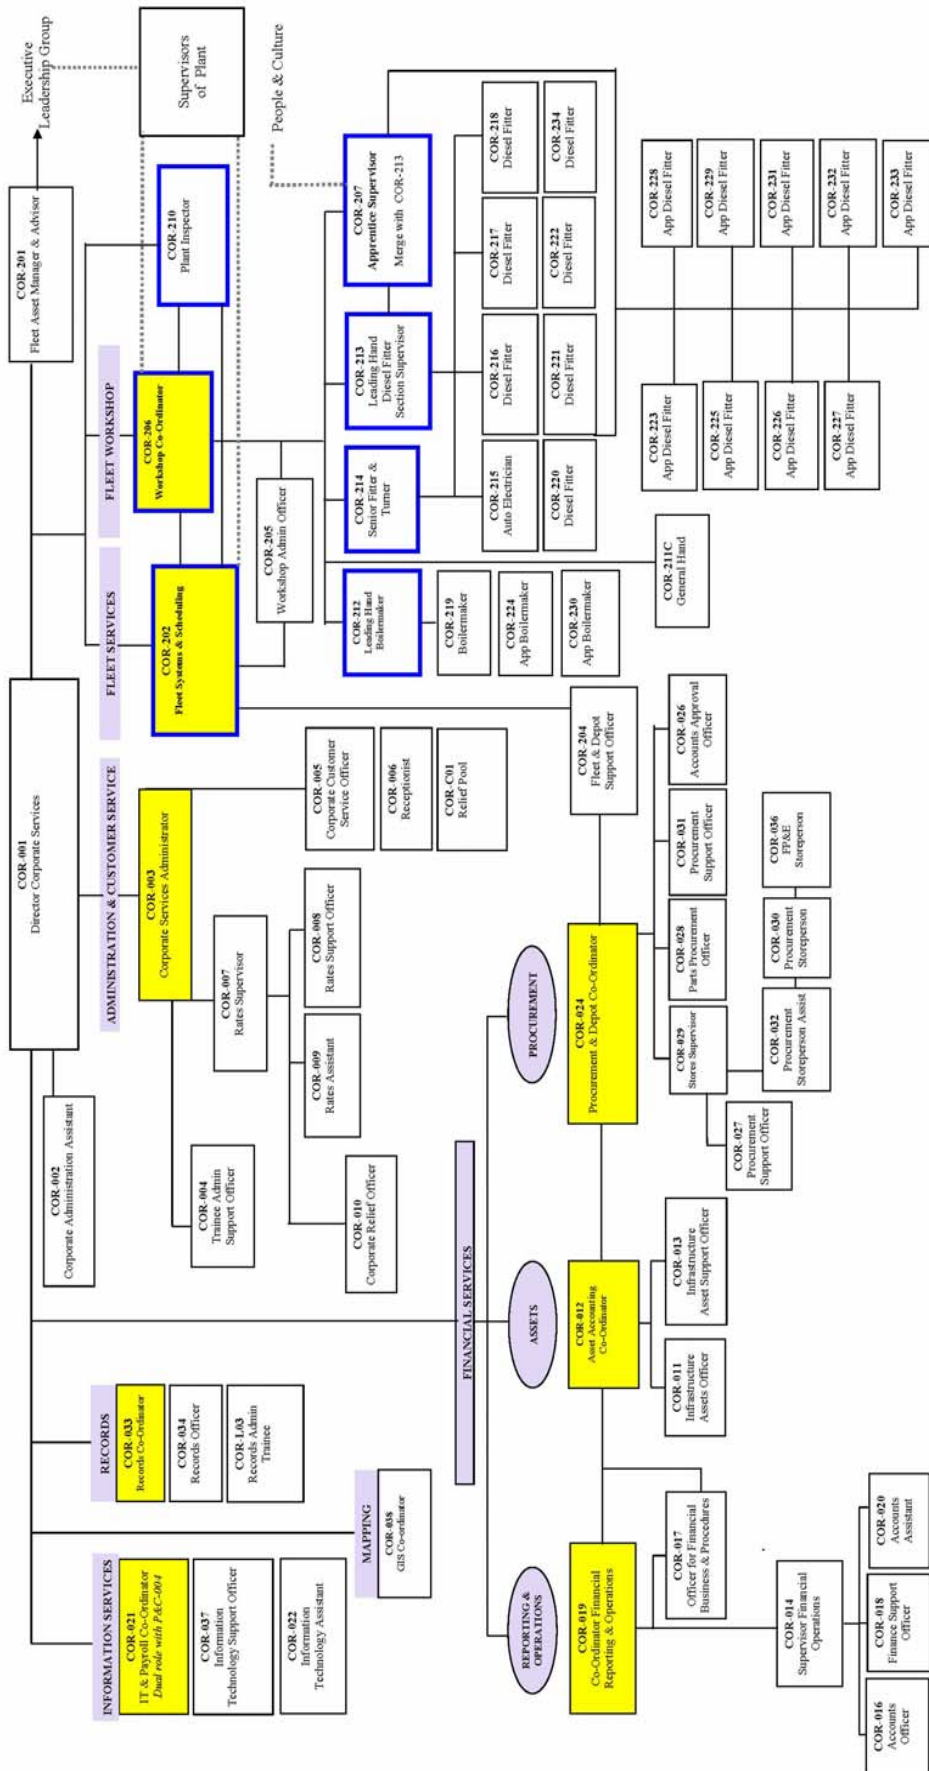 COR-001
Director Corporate Services
COR-002
Corporate Administration Assistant
COR-201
Fleet Asset Manager & Advisor
Executive
Leadership Group
INFORMATION SERVICES
COR-021
IT & Payroll Co-Ordinator
Dual role with P&C-004
COR-037
Information
Technology Support Officer
COR-022
Information
Technology Assistant
RECORDS
COR-033
Records Co-Ordinator
COR-034
Records Officer
COR-L03
Records Admin
Trainee
MAPPING
COR-038
GIS Co-ordinator
ADMINISTRATION & CUSTOMER SERVICE
COR-003
Corporate Services Administrator
COR-004
Trainee Admin
Support Officer
COR-007
Rates Supervisor
COR-010
Corporate Relief Officer
COR-009
Rates Assistant
COR-008
Rates Support Officer
COR-005
Corporate Customer
Service Officer
COR-006
Receptionist
COR-C01
Relief Pool
FLEET SERVICES
COR-202
Fleet Systems & Scheduling
FLEET WORKSHOP
COR-206
Workshop Co-Ordinator
COR-210
Plant Inspector
Supervisors
of Plant
COR-205
Workshop Admin Officer
People & Culture
COR-212
Leading Hand
Boilermaker
COR-219
Boilermaker
COR-224
App Boilermaker
COR-230
App Boilermaker
COR-214
Senior Fitter &
Turner
COR-213
Leading Hand
Diesel Fitter
Section Supervisor
COR-207
Apprentice Supervisor
Merge with COR-213
COR-215
Auto Electrician
COR-216
Diesel Fitter
COR-217
Diesel Fitter
COR-218
Diesel Fitter
COR-220
Diesel Fitter
COR-221
Diesel Fitter
COR-222
Diesel Fitter
COR-234
Diesel Fitter
COR-211C
General Hand
COR-223
App Diesel Fitter
COR-228
App Diesel Fitter
COR-225
App Diesel Fitter
COR-229
App Diesel Fitter
COR-226
App Diesel Fitter
COR-231
App Diesel Fitter
COR-227
App Diesel Fitter
COR-232
App Diesel Fitter
COR-233
App Diesel Fitter
FINANCIAL SERVICES
REPORTING &
OPERATIONS
COR-019
Co-Ordinator Financial
Reporting & Operations
COR-017
Officer for Financial
Business & Procedures
COR-014
Supervisor Financial
Operations
COR-016
Accounts
Officer
COR-018
Finance Support
Officer
COR-020
Accounts
Assistant
ASSETS
COR-012
Asset Accounting
Co-Ordinator
COR-011
Infrastructure
Assets Officer
COR-013
Infrastructure
Asset Support Officer
PROCUREMENT
COR-024
Procurement & Depot Co-Ordinator
COR-204
Fleet & Depot
Support Officer
COR-029
Stores Supervisor
COR-028
Parts Procurement
Officer
COR-031
Procurement
Support Officer
COR-026
Accounts Approval
Officer
COR-027
Procurement
Support Officer
COR-032
Procurement
Storeperson Assist
COR-030
Procurement
Storeperson
COR-036
FP&E
Storeperson